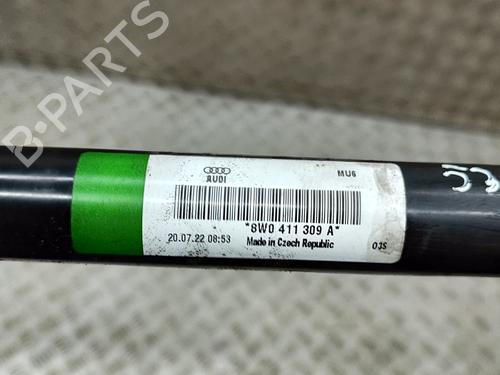 B·PARTS
AUDI
MU6
*8W0 411 309 A*
20.07.22 08:53
Made in Czech Republic
03S